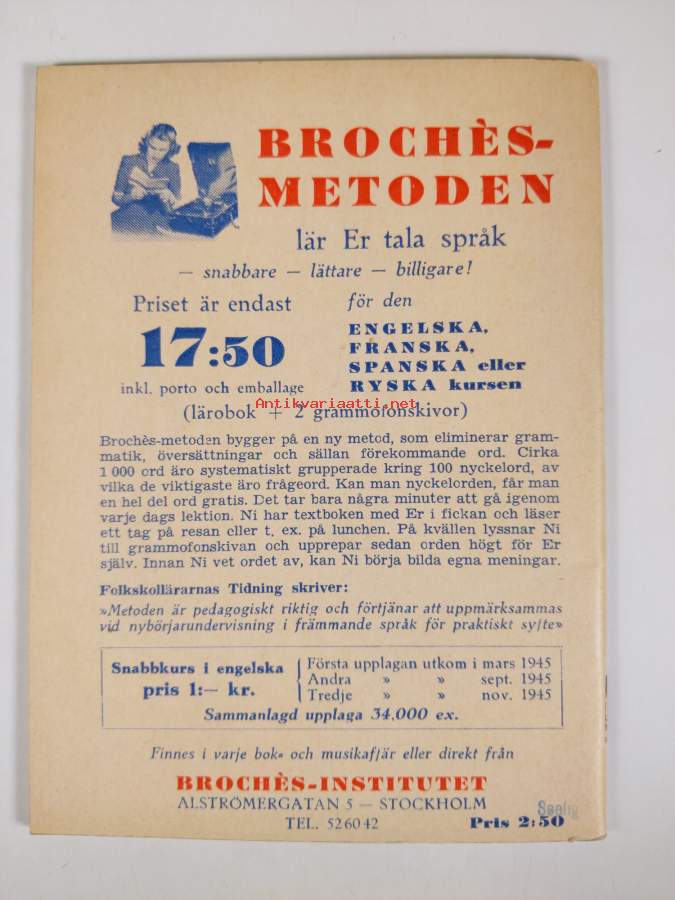 BROCHÈS-
METODEN
lär Er tala språk
— snabbare — lättare — billigare!
Priset är endast
17:50
inkl. porto och emballage
för den
ENGELSKA,
FRANSKA,
SPANSKA eller
RYSKA kursen
(lärobok + 2 grammofonskivor)
Antikvariaatti.net
Brochès-metoden bygger på en ny metod, som eliminerar gram-
matik, översättningar och sällan förekommande ord. Cirka
1 000 ord äro systematiskt grupperade kring 100 nyckelord, av
vilka de viktigaste äro frågeord. Kan man nyckelorden, får man
en hel del ord gratis. Det tar bara några minuter att gå igenom
varje dags lektion. Ni har textboken med Er i fickan och läser
ett tag på resan eller t. ex. på lunchen. På kvällen lyssnar Ni
till grammofonskivan och upprepar sedan orden högt för Er
själv. Innan Ni vet ordet av, kan Ni börja bilda egna meningar.
Folkskollärarnas Tidning skriver:
»Metoden är pedagogiskt riktig och förtjänar att uppmärksammas
vid nybörjarundervisning i främmande språk för praktiskt syfte»
Snabbkurs i engelska
pris 1:— kr.
Första upplagan utkom i mars 1945
Andra » » sept. 1945
Tredje » » nov. 1945
Sammanlagd upplaga 34,000 ex.
Finnes i varje bok- och musikaffär eller direkt från
BROCHÈS-INSTITUTET
ALSTRÖMERGATAN 5 — STOCKHOLM
TEL. 526042
Seelig
Pris 2:50